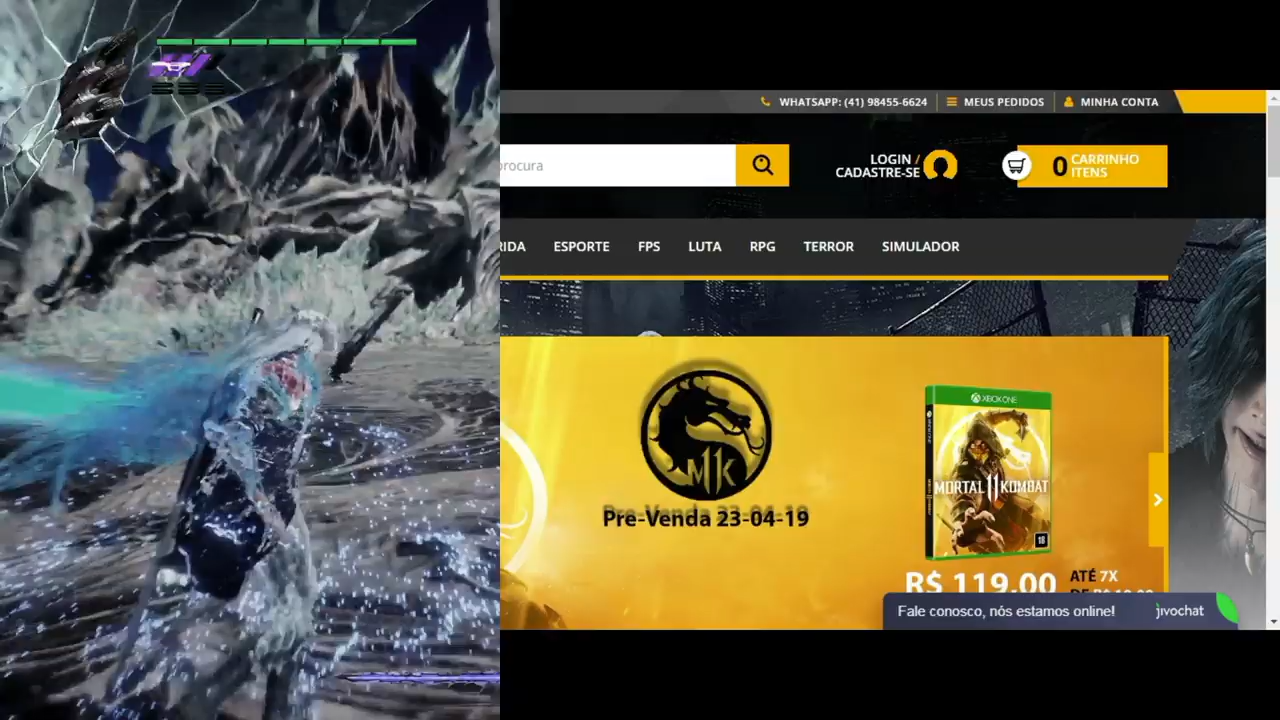 WHATSAPP: (41) 98455-6624
MEUS PEDIDOS
MINHA CONTA
procura
LOGIN /
CADASTRE-SE
0
CARRINHO
ITENS
ESPORTE
FPS
LUTA
RPG
TERROR
SIMULADOR
MK
Pre-Venda 23-04-19
XBOX ONE
MORTAL 11 KOMBAT
18
R$ 119,00
ATÉ 7X
Fale conosco, nós estamos online!
jivochat